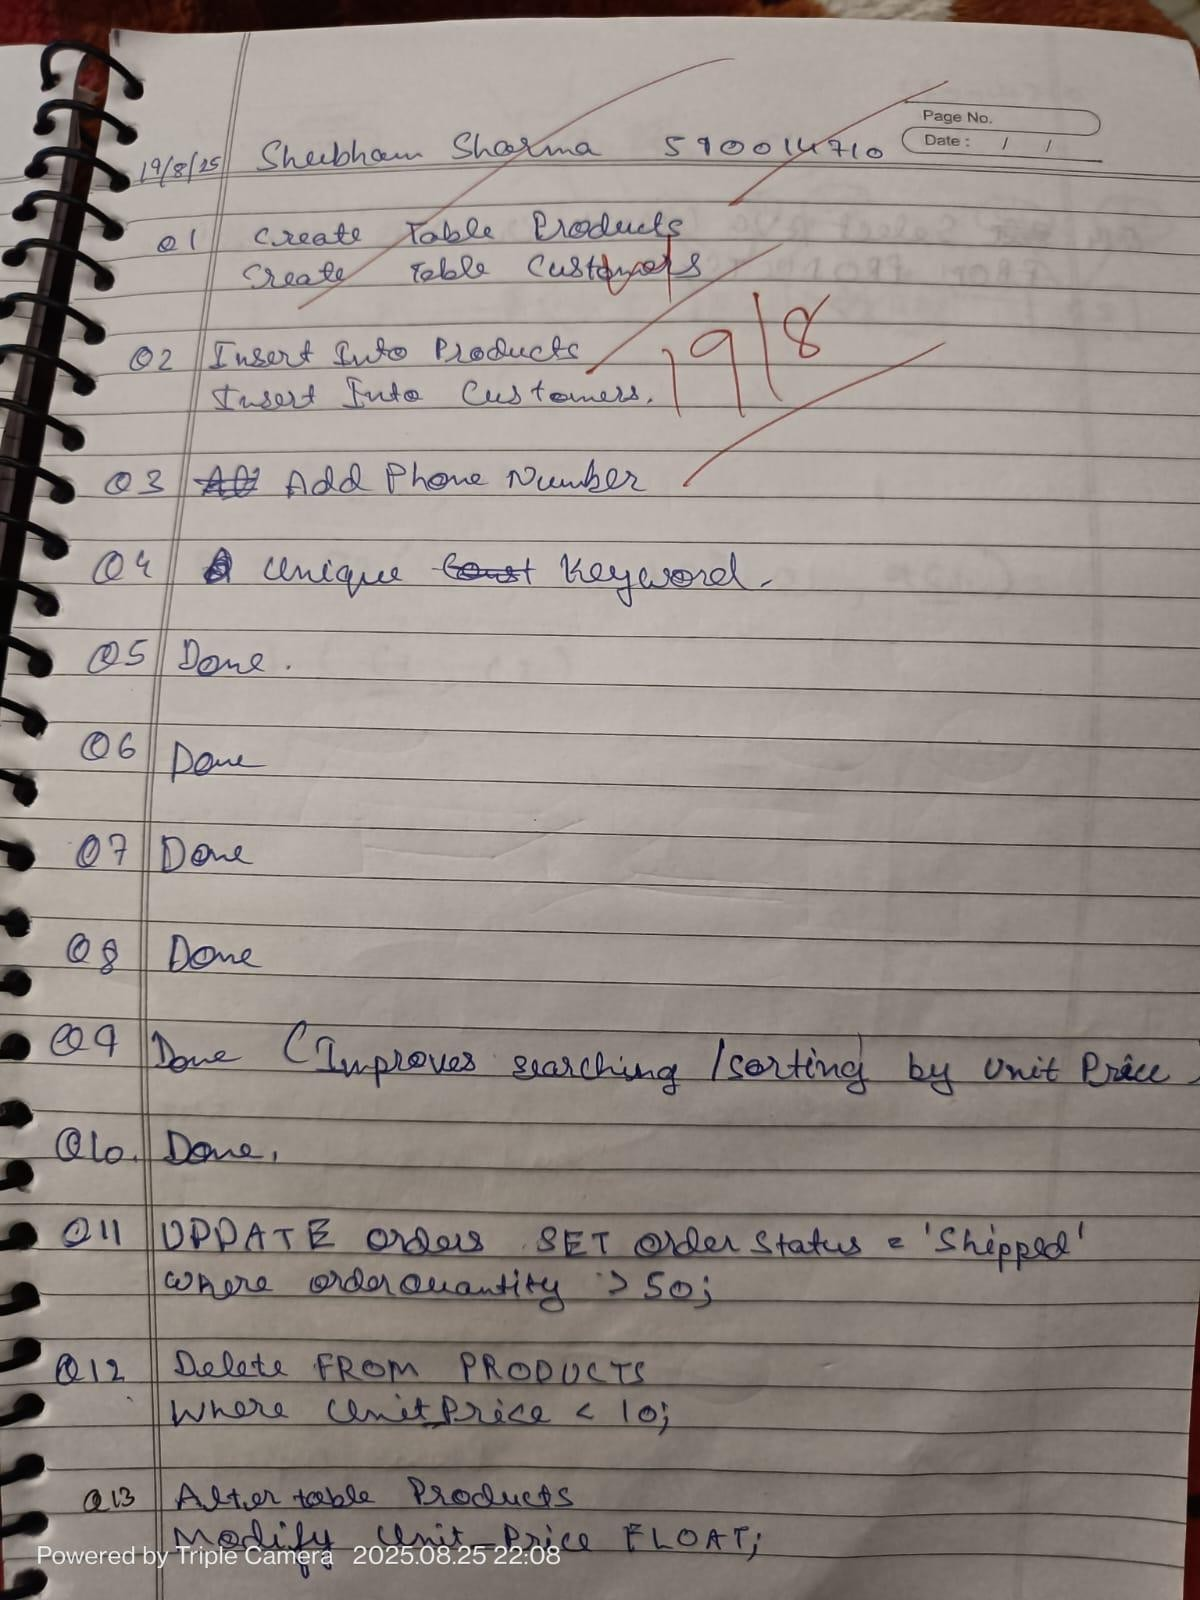 Page No.
Date : / /
19/8/25 Shubham Sharma 590014710
Q1 Create Table Products
Create Table Customers
Q2 Insert Into Products
Insert Into Customers.
19/8
Q3 Add Phone Number
Q4 Unique Keyword.
Q5 Done.
Q6 Done
Q7 Done
Q8 Done
Q9 Done (Improves searching / sorting) by Unit Price.
Q10. Done.
Q11 UPDATE orders SET order Status = 'Shipped'
where orderQuantity > 50;
Q12 Delete FROM PRODUCTS
Where Unit_Price < 10;
Q13 Alter table Products
Modify Unit_Price FLOAT;
Powered by Triple Camera 2025.08.25 22:08